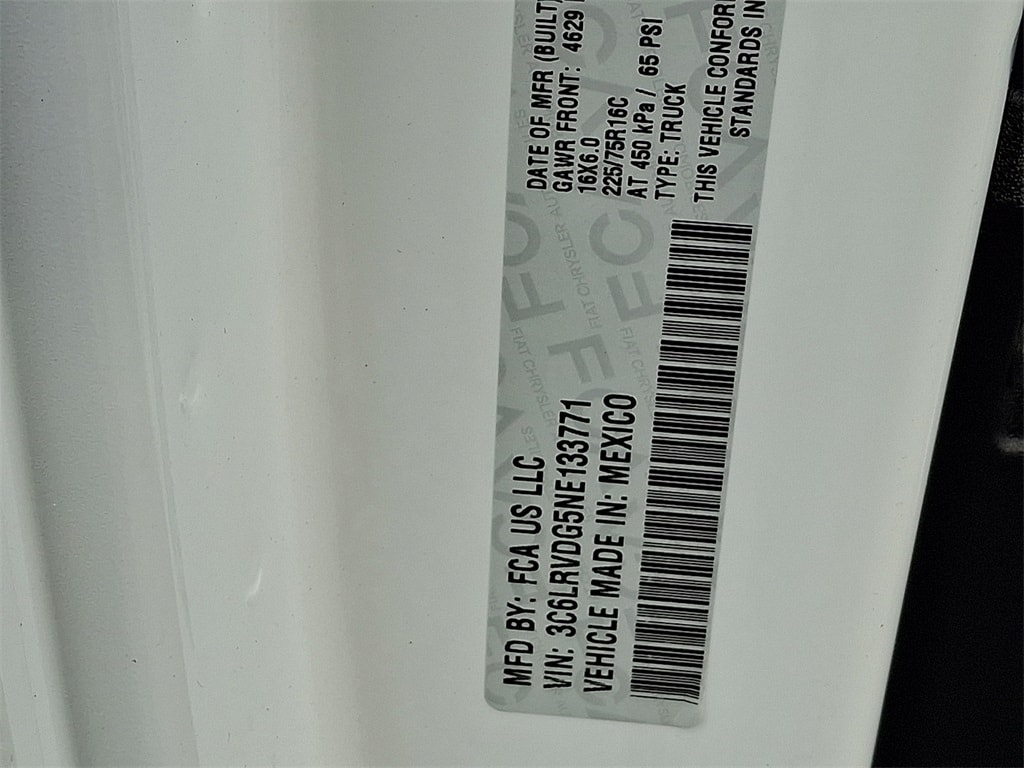 MFD BY: FCA US LLC
VIN: 3C6LRVDG5NE133771
VEHICLE MADE IN: MEXICO
DATE OF MFR (BUILT)
GAWR FRONT: 4629
16X6.0
225/75R16C
AT 450 kPa / 65 PSI
TYPE: TRUCK
THIS VEHICLE CONFOR
STANDARDS IN